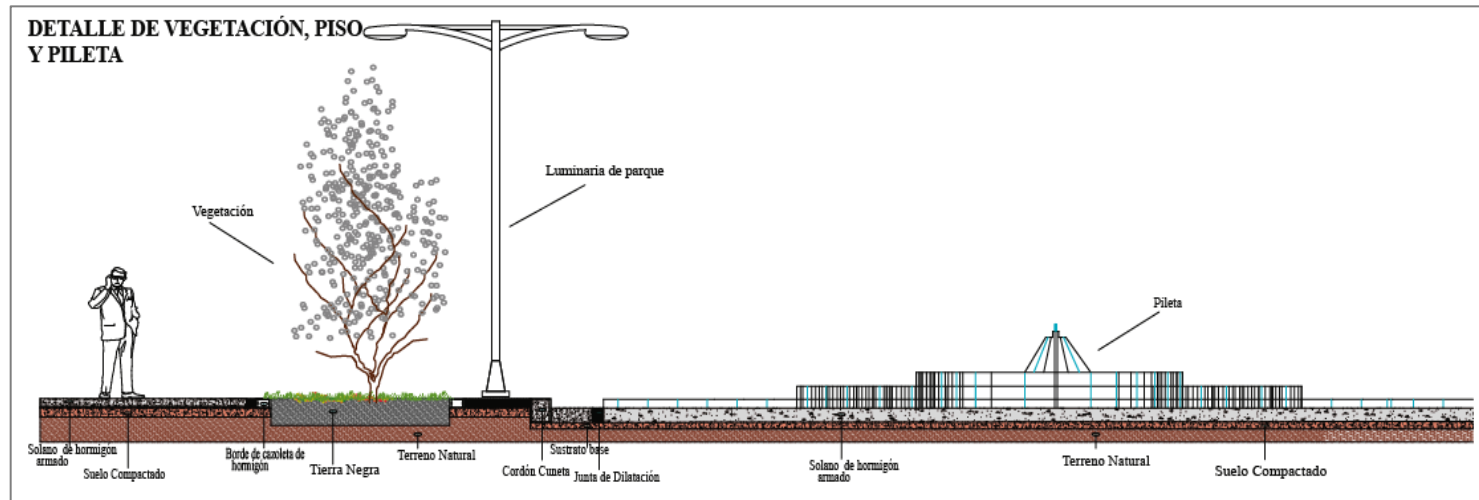 DETALLE DE VEGETACIÓN, PISO
Y PILETA
Luminaria de parque
Vegetación
Pileta
Solano de hormigón
armado
Suelo Compactado
Borde de cazoleta de
hormigón
Tierra Negra
Terreno Natural
Cordón Cuneta
Sustrato base
Junta de Dilatación
Solano de hormigón
armado
Terreno Natural
Suelo Compactado